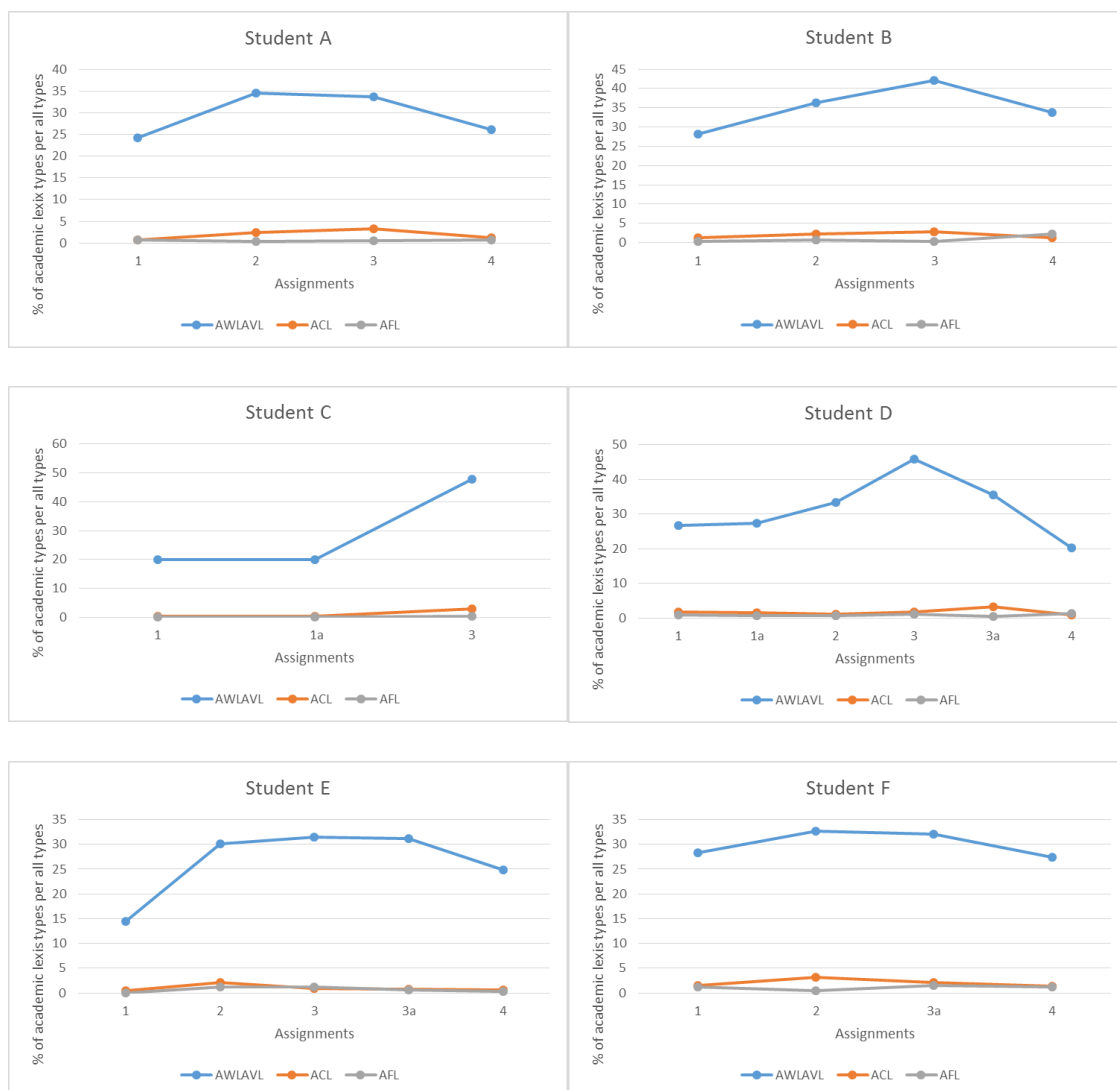 Student A
% of academic lexix types per all types
40
35
30
25
20
15
10
5
0
1 2 3 4
Assignments
AWLAVL ACL AFL
Student B
% of academic lexis types per all types
45
40
35
30
25
20
15
10
5
0
1 2 3 4
Assignments
AWLAVL ACL AFL
Student C
% of academic types per all types
60
50
40
30
20
10
0
1 1a 3
Assignments
AWLAVL ACL AFL
Student D
% of academic lexis types per all types
50
40
30
20
10
0
1 1a 2 3 3a 4
Assignments
AWLAVL ACL AFL
Student E
% of academic lexis types per all types
35
30
25
20
15
10
5
0
1 2 3 3a 4
Assignments
AWLAVL ACL AFL
Student F
% of academic lexis types per all types
35
30
25
20
15
10
5
0
1 2 3a 4
Assignments
AWLAVL ACL AFL